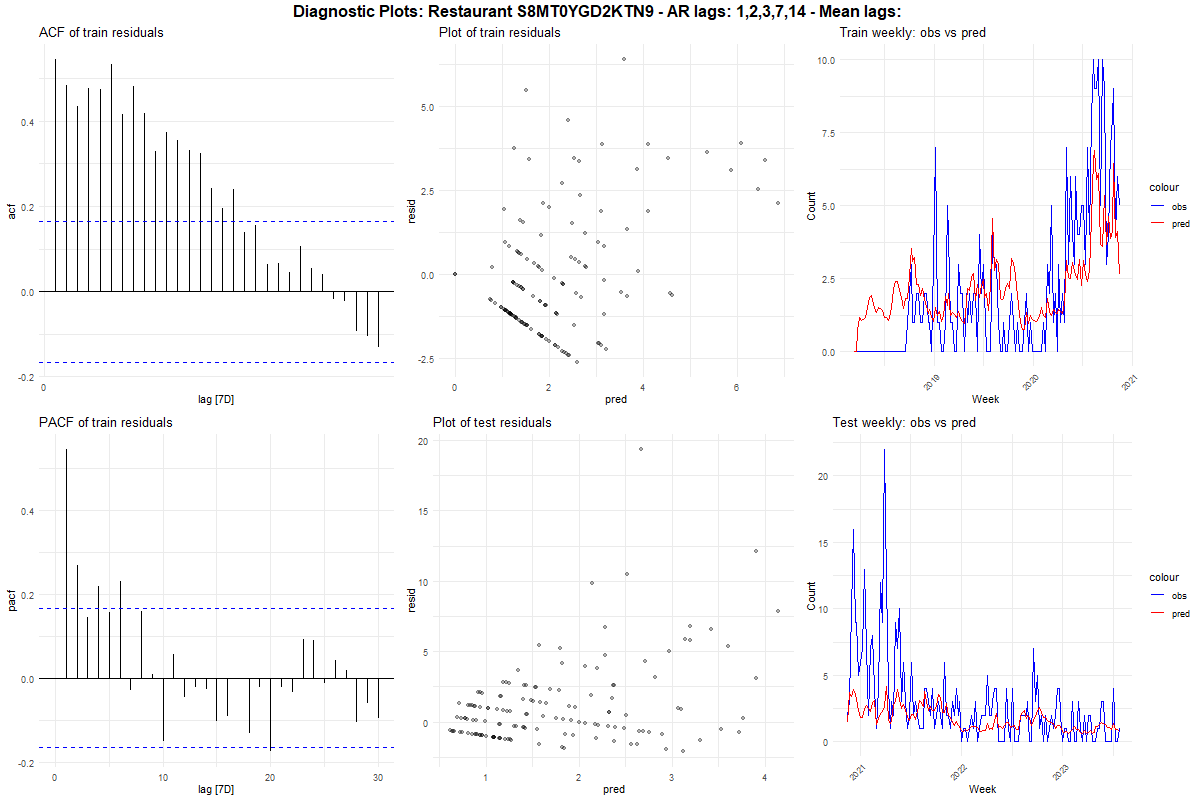 Diagnostic Plots: Restaurant S8MT0YGD2KTN9 - AR lags: 1,2,3,7,14 - Mean lags:
ACF of train residuals
acf
0.4
0.2
0.0
-0.2
0
lag [7D]
Plot of train residuals
resid
5.0
2.5
0.0
-2.5
0 2 4 6
pred
Train weekly: obs vs pred
Count
10.0
7.5
5.0
2.5
0.0
2019 2020 2021
Week
colour
obs
pred
PACF of train residuals
pacf
0.4
0.2
0.0
-0.2
0 10 20 30
lag [7D]
Plot of test residuals
resid
20
15
10
5
0
1 2 3 4
pred
Test weekly: obs vs pred
Count
20
15
10
5
0
2021 2022 2023
Week
colour
obs
pred